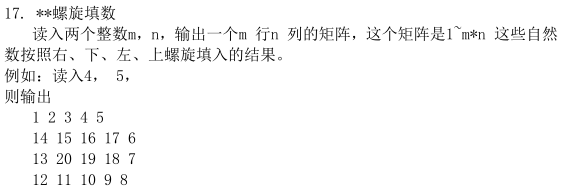 17. **螺旋填数
读入两个整数m，n，输出一个m 行n 列的矩阵，这个矩阵是1~m*n 这些自然
数按照右、下、左、上螺旋填入的结果。
例如：读入4， 5，
则输出
1 2 3 4 5
14 15 16 17 6
13 20 19 18 7
12 11 10 9 8